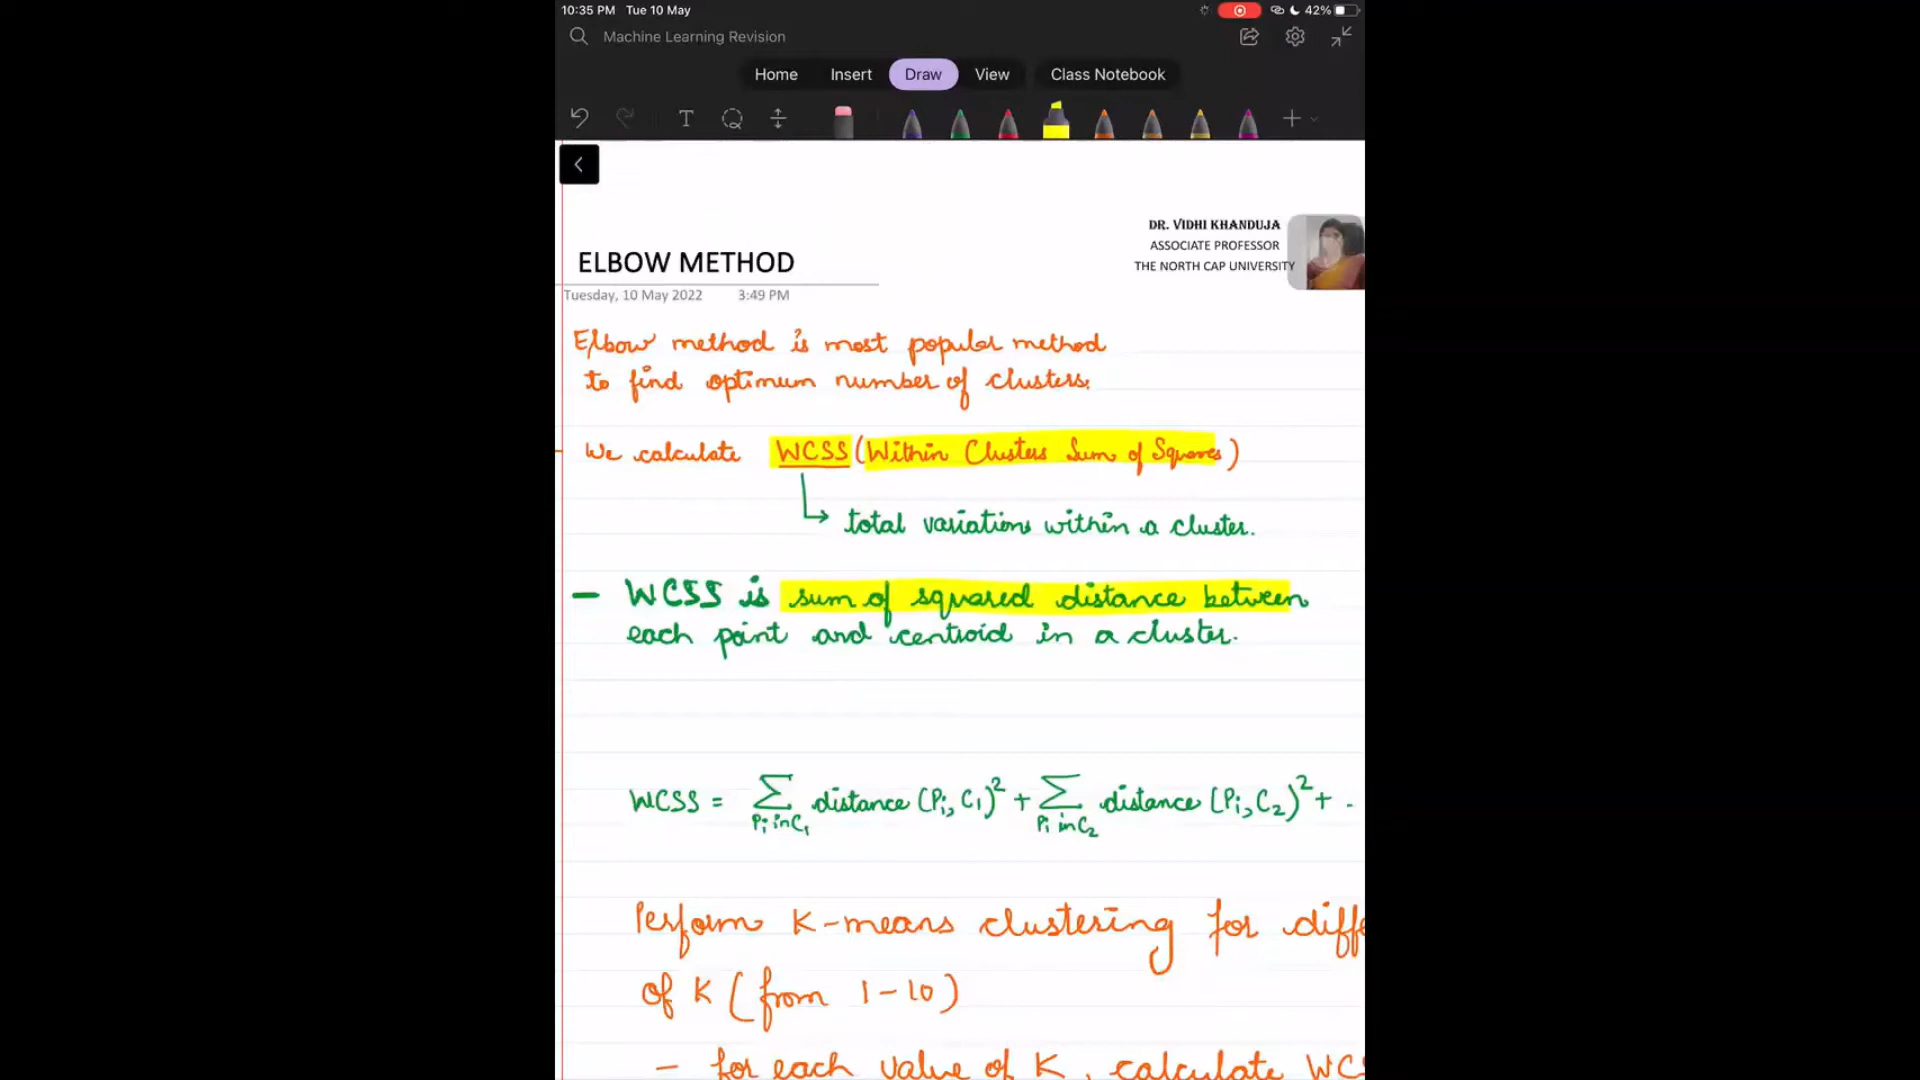 10:35 PM Tue 10 May
42%
Machine Learning Revision
Home Insert Draw View Class Notebook
T
DR. VIDHI KHANDUJA
ASSOCIATE PROFESSOR
THE NORTH CAP UNIVERSITY
ELBOW METHOD
Tuesday, 10 May 2022 3:49 PM
Elbow method is most popular method
to find optimum number of clusters.
- We calculate WCSS (Within Clusters Sum of Squares)
↳ total variations within a cluster.
- WCSS is sum of squared distance between
each point and centroid in a cluster.
WCSS = ∑ distance (Pi, C1)² + ∑ distance (Pi, C2)² + .
Pi in C1 Pi in C2
Perform K-means clustering for diffe
of K (from 1-10)
- for each value of K, calculate WC